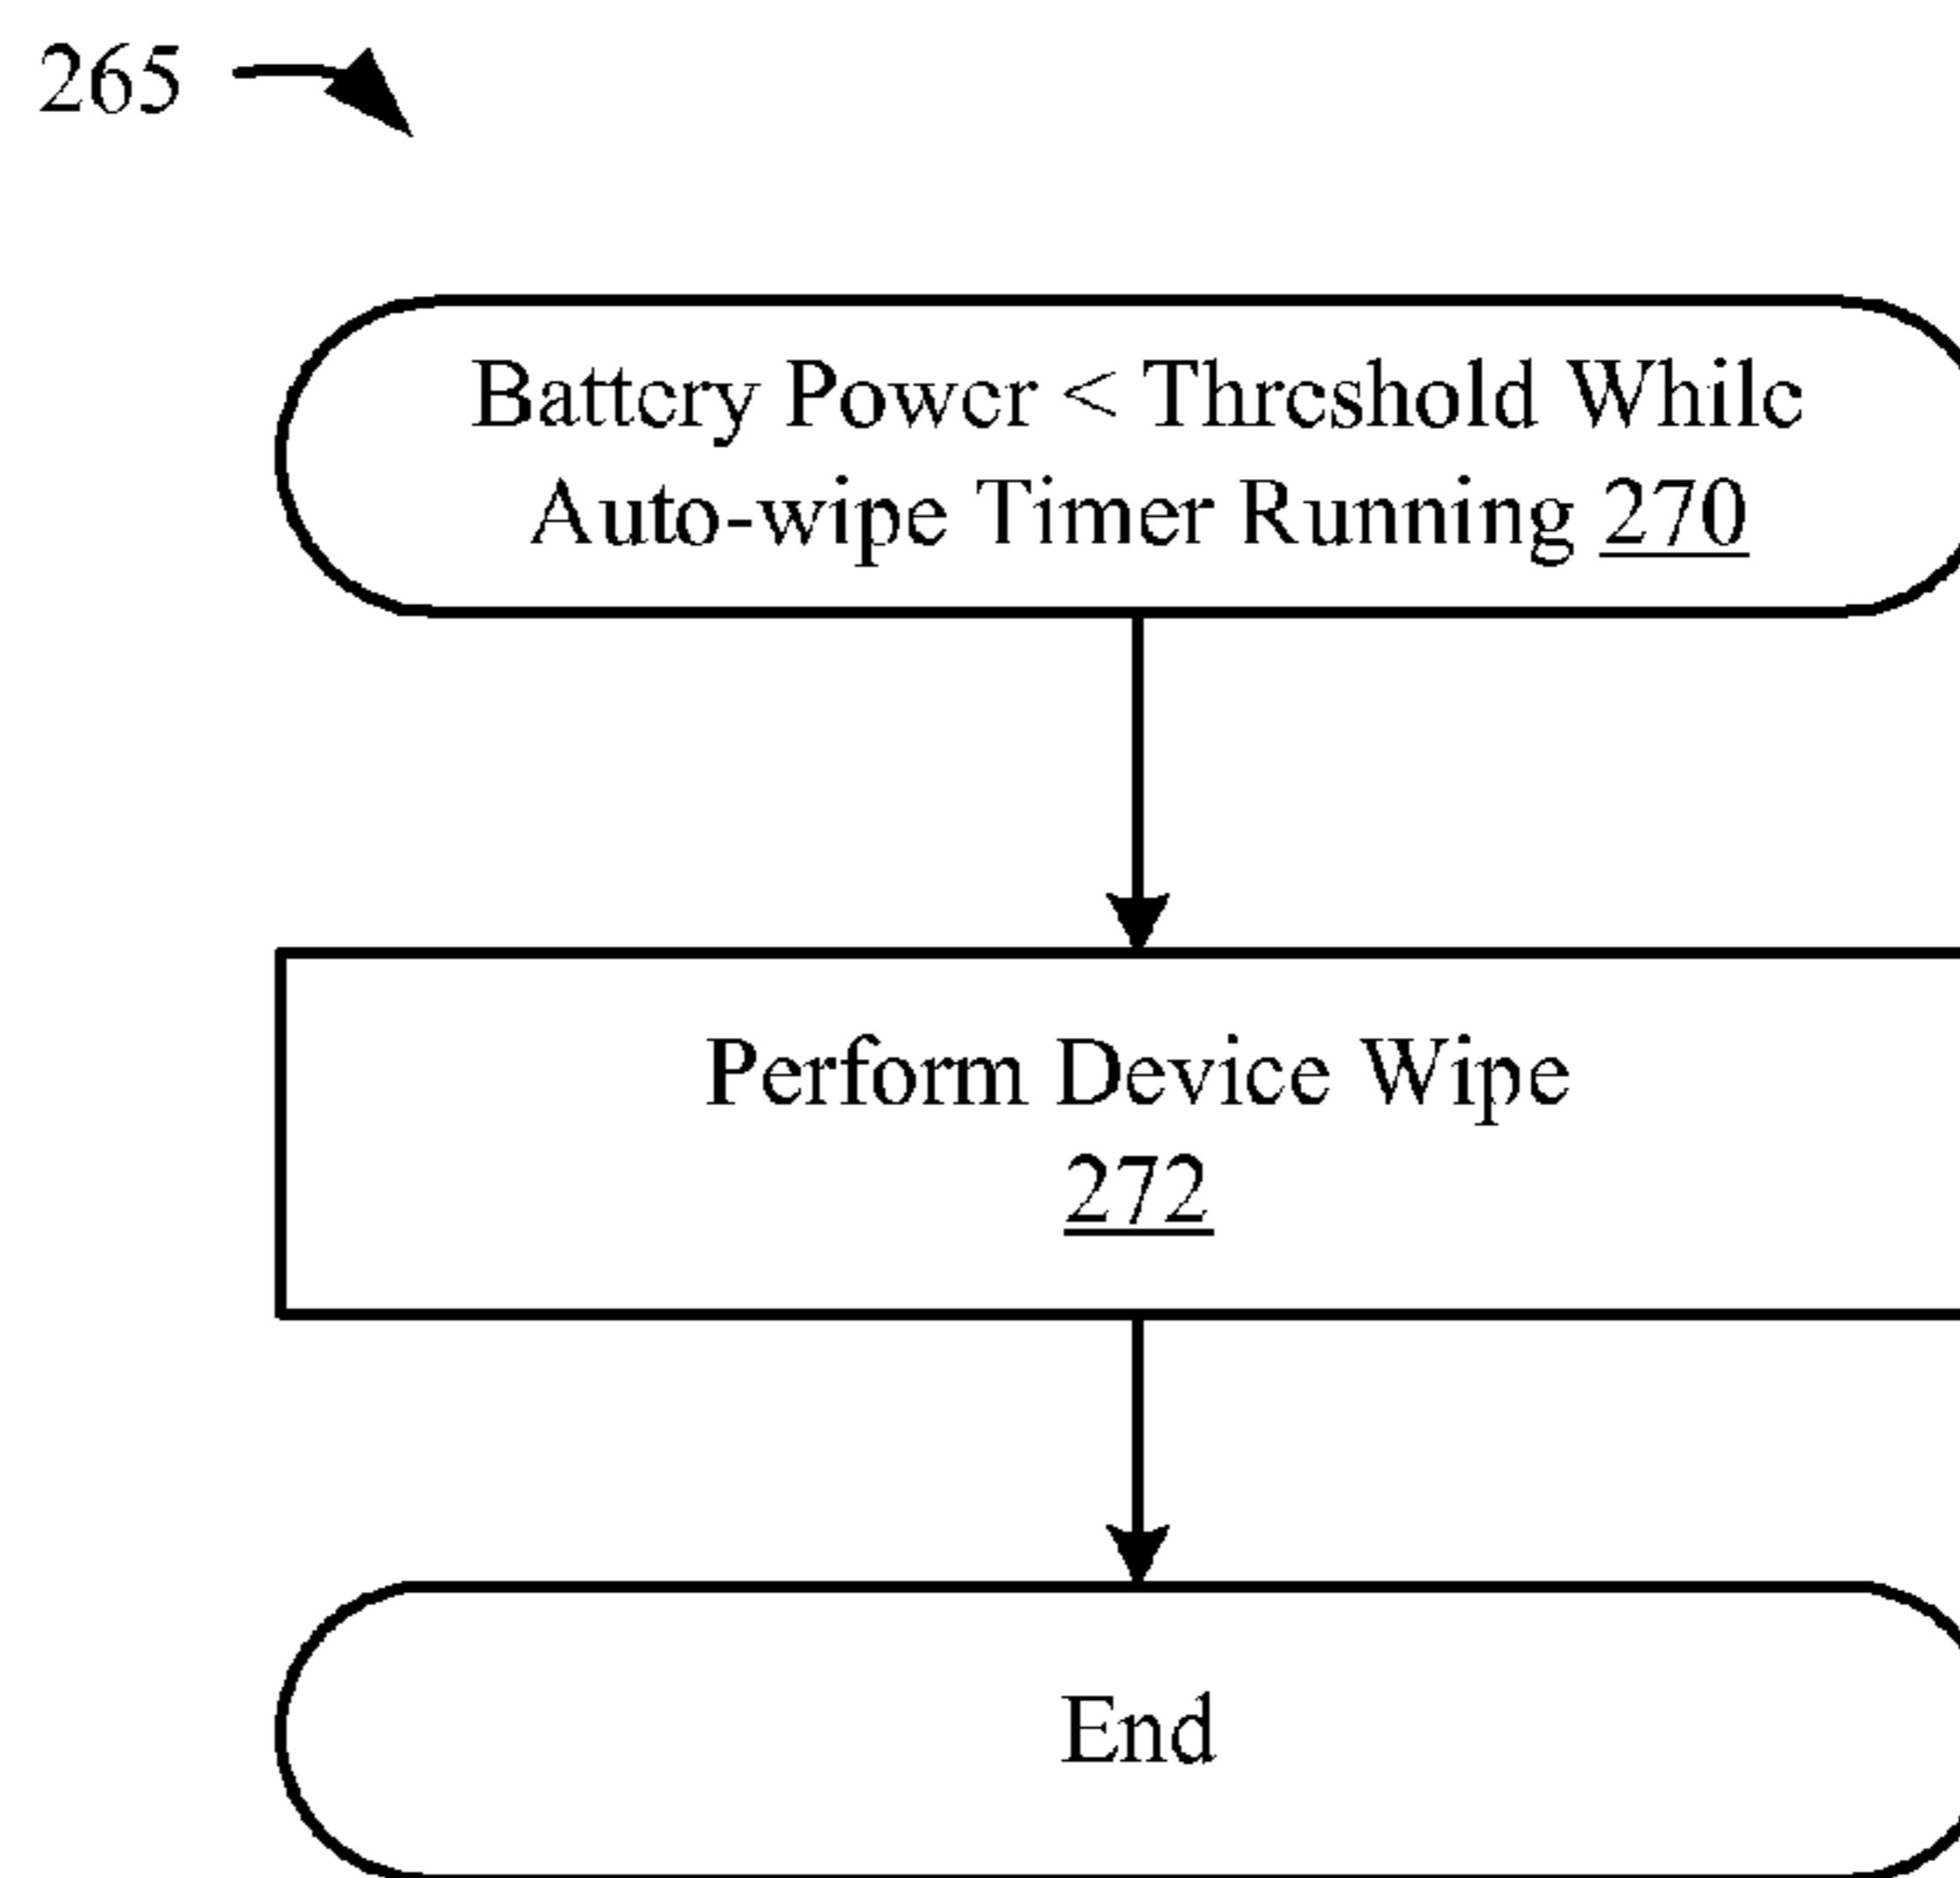 265
Battery Power < Threshold While
Auto-wipe Timer Running 270
Perform Device Wipe
272
End